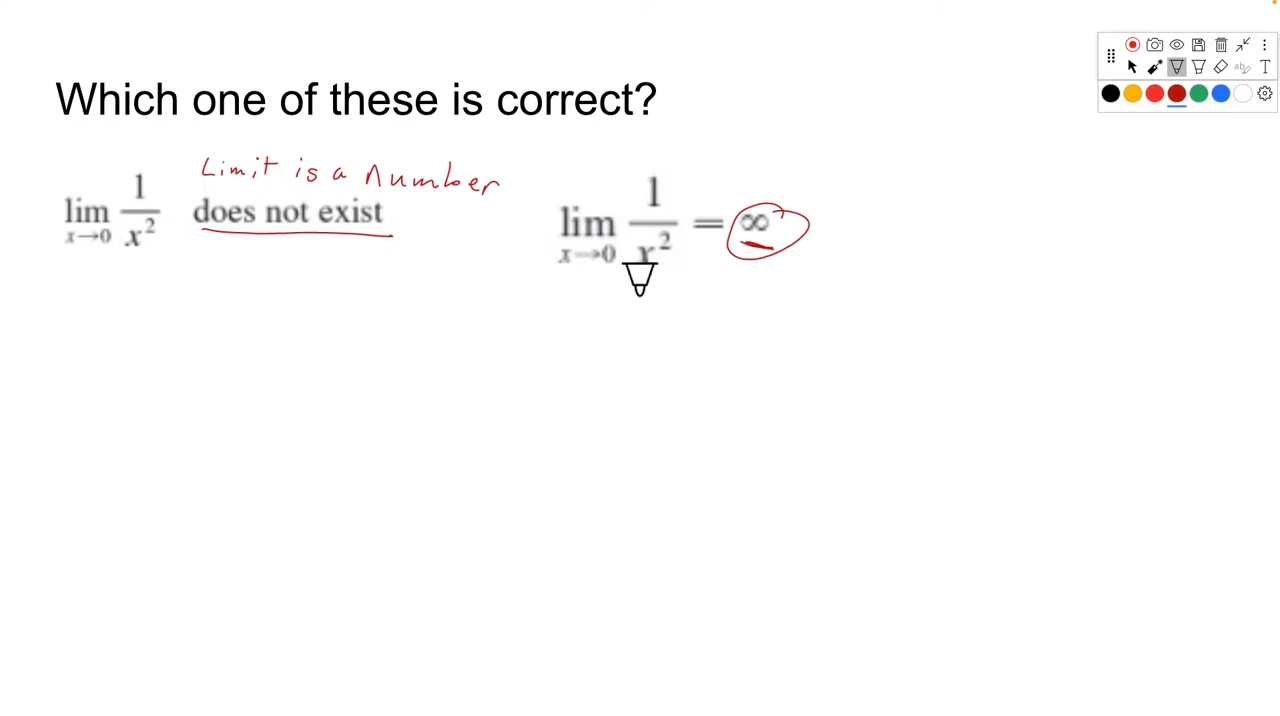 Which one of these is correct?
Limit is a number
lim x→0 1/x² does not exist
lim x→0 1/x² = ∞
ab
T